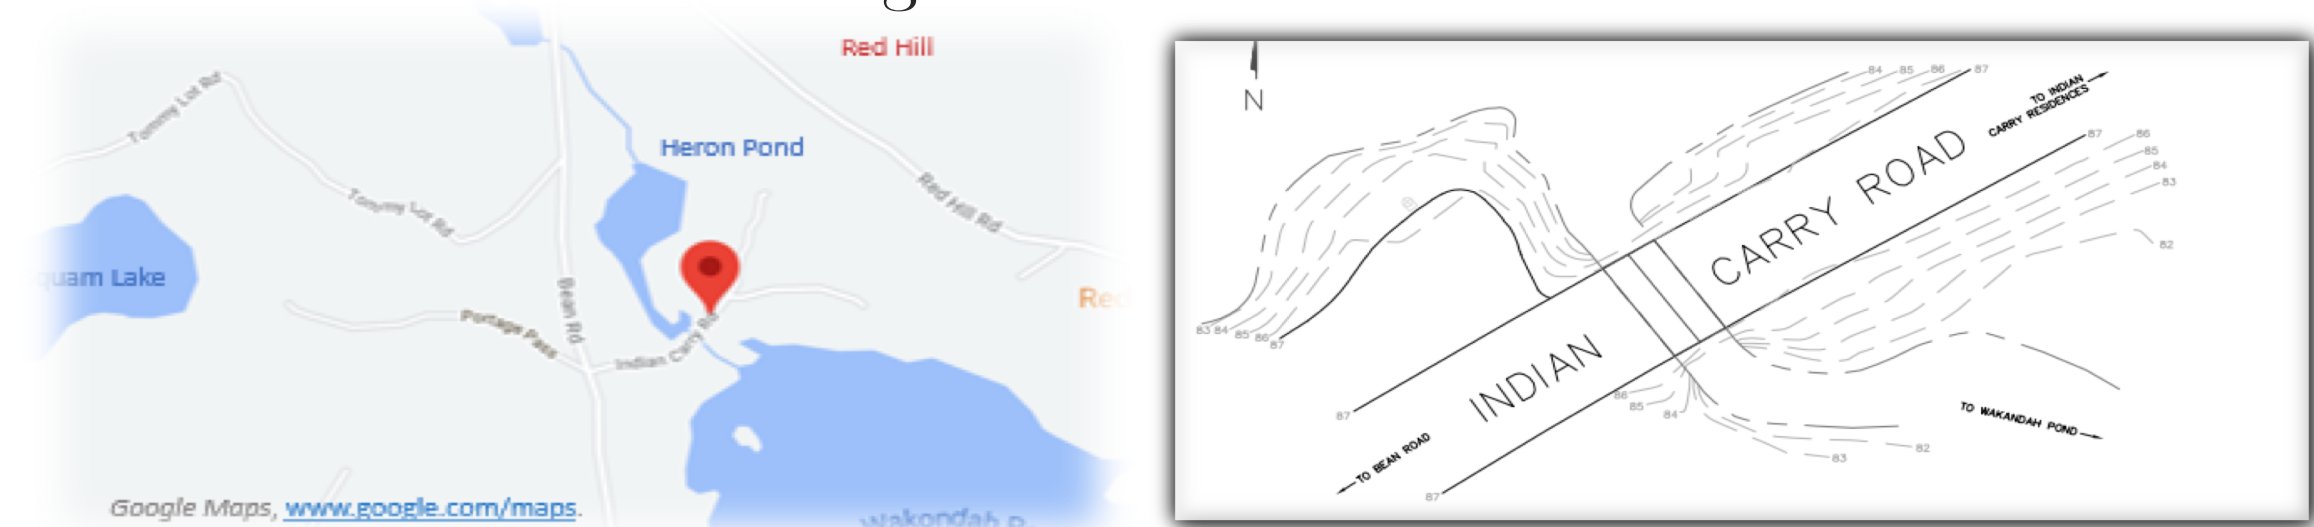 Red Hill
Tommy Lot Rd
Heron Pond
Tommy Lot Rd
Red Hill Rd
quam Lake
Bean Rd
Red
Portage Pass
Indian Carry Rd
Google Maps, www.google.com/maps.
Wakondah P
N
84 85 86 87
TO INDIAN
CARRY RESIDENCES
87 86
85
84
83
82
CARRY ROAD
83 84 85 86 87
INDIAN
87
86
85
84
TO WAKANDAH POND
TO BEAN ROAD
82
83
87